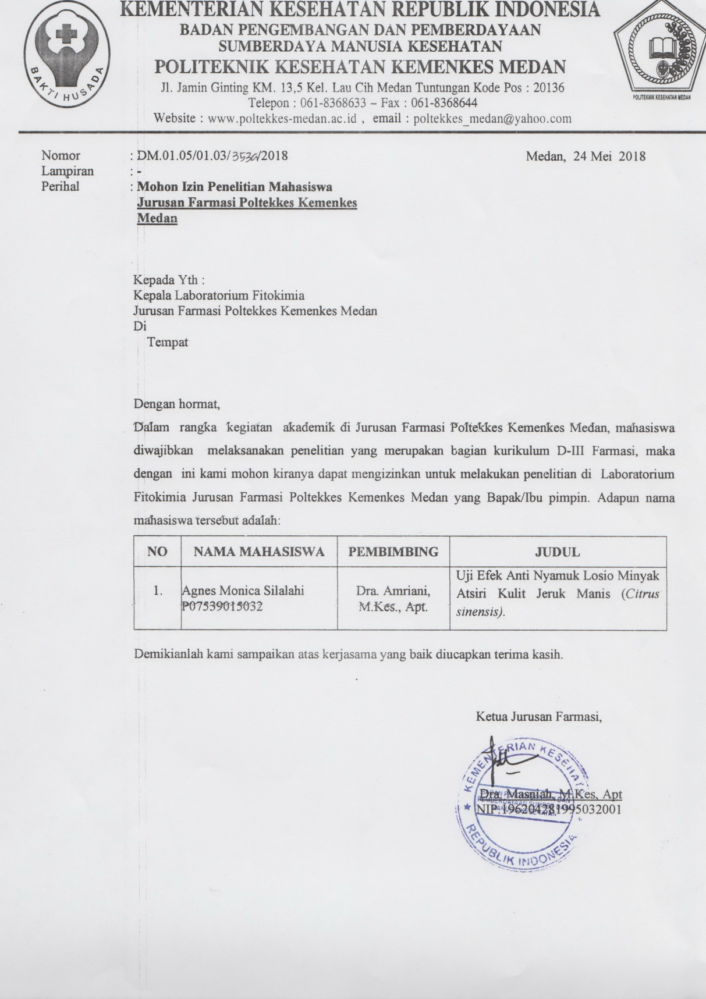 KEMENTERIAN KESEHATAN REPUBLIK INDONESIA
BADAN PENGEMBANGAN DAN PEMBERDAYAAN
SUMBERDAYA MANUSIA KESEHATAN
POLITEKNIK KESEHATAN KEMENKES MEDAN
Jl. Jamin Ginting KM. 13,5 Kel. Lau Cih Medan Tuntungan Kode Pos : 20136
Telepon : 061-8368633 – Fax : 061-8368644
Website : www.poltekkes-medan.ac.id , email : poltekkes_medan@yahoo.com
BAKTI HUSADA
POLITEKNIK KESEHATAN MEDAN
Nomor : DM.01.05/01.03/ /2018 Medan, 24 Mei 2018
Lampiran : -
Perihal : Mohon Izin Penelitian Mahasiswa
Jurusan Farmasi Poltekkes Kemenkes
Medan
Kepada Yth :
Kepala Laboratorium Fitokimia
Jurusan Farmasi Poltekkes Kemenkes Medan
Di
Tempat
Dengan hormat,
Dalam rangka kegiatan akademik di Jurusan Farmasi Poltekkes Kemenkes Medan, mahasiswa
diwajibkan melaksanakan penelitian yang merupakan bagian kurikulum D-III Farmasi, maka
dengan ini kami mohon kiranya dapat mengizinkan untuk melakukan penelitian di Laboratorium
Fitokimia Jurusan Farmasi Poltekkes Kemenkes Medan yang Bapak/Ibu pimpin. Adapun nama
mahasiswa tersebut adalah:
NO NAMA MAHASISWA PEMBIMBING JUDUL
1. Agnes Monica Silalahi
P07539015032
Dra. Amriani,
M.Kes., Apt.
Uji Efek Anti Nyamuk Losio Minyak
Atsiri Kulit Jeruk Manis (Citrus
sinensis).
Demikianlah kami sampaikan atas kerjasama yang baik diucapkan terima kasih.
Ketua Jurusan Farmasi,
KEMENTERIAN KESEHATAN
BADAN PENGEMBANGAN DAN
PEMBERDAYAAN SUMBER DAYA
MANUSIA KESEHATAN
REPUBLIK INDONESIA
Dra. Masniah, M.Kes, Apt
NIP.196204281995032001